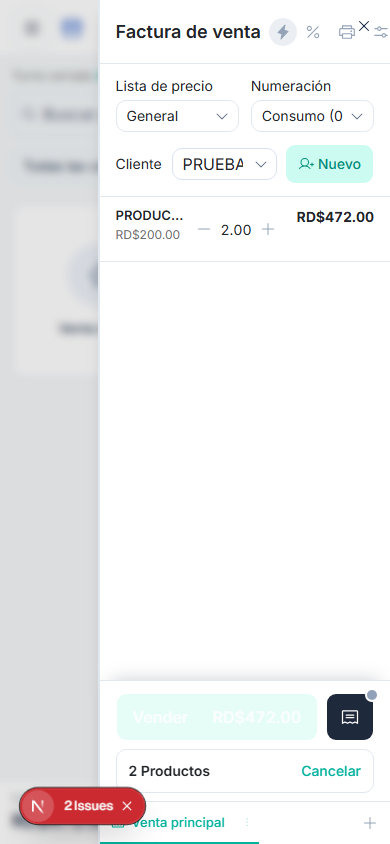 Factura de venta
Lista de precio
Numeración
General
Consumo (0
Cliente
PRUEBA
Nuevo
PRODUC...
RD$200.00
2.00
RD$472.00
Vender RD$472.00
2 Productos
Cancelar
N 2 Issues
Venta principal